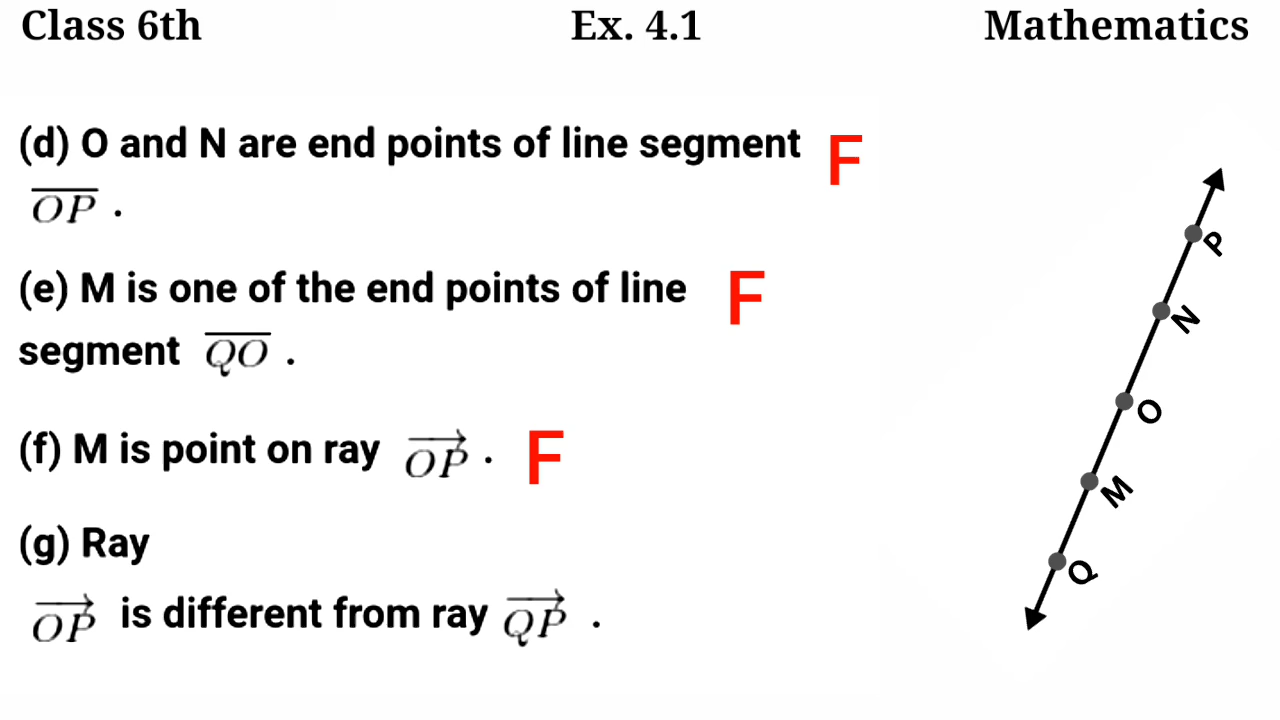 Class 6th Ex. 4.1 Mathematics
(d) O and N are end points of line segment F
OP .
(e) M is one of the end points of line F
segment QO .
(f) M is point on ray OP . F
(g) Ray
OP is different from ray QP .
P
N
O
M
Q